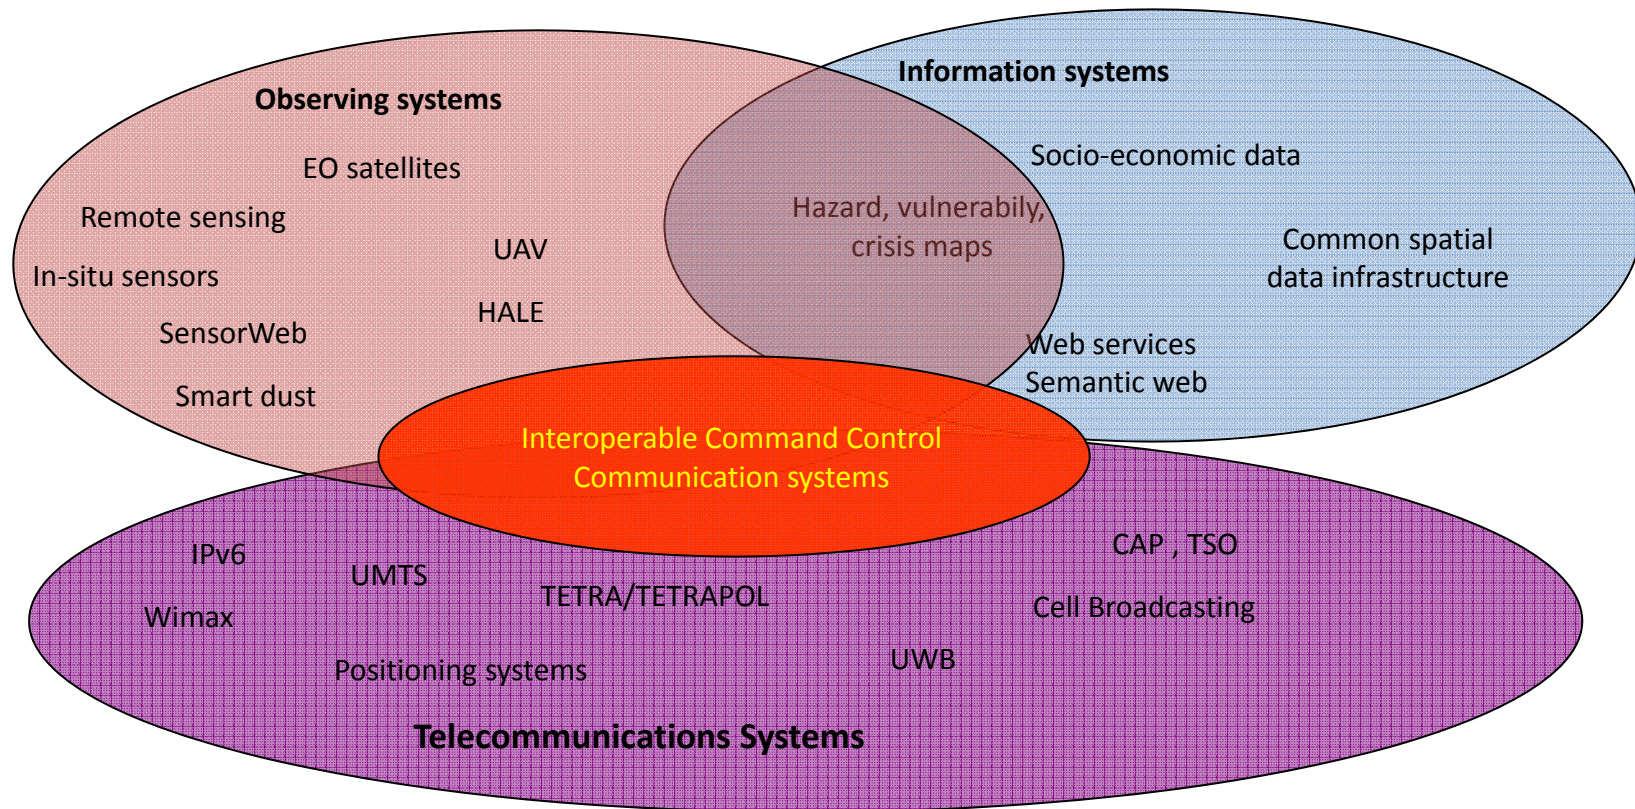 Observing systems
EO satellites
Remote sensing
UAV
In-situ sensors
HALE
SensorWeb
Smart dust
Information systems
Socio-economic data
Hazard, vulnerabily,
crisis maps
Common spatial
data infrastructure
Web services
Semantic web
Interoperable Command Control
Communication systems
IPv6
UMTS
TETRA/TETRAPOL
CAP , TSO
Wimax
Cell Broadcasting
Positioning systems
UWB
Telecommunications Systems